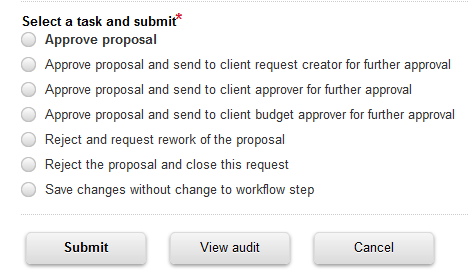 Select a task and submit*
Approve proposal
Approve proposal and send to client request creator for further approval
Approve proposal and send to client approver for further approval
Approve proposal and send to client budget approver for further approval
Reject and request rework of the proposal
Reject the proposal and close this request
Save changes without change to workflow step
Submit View audit Cancel